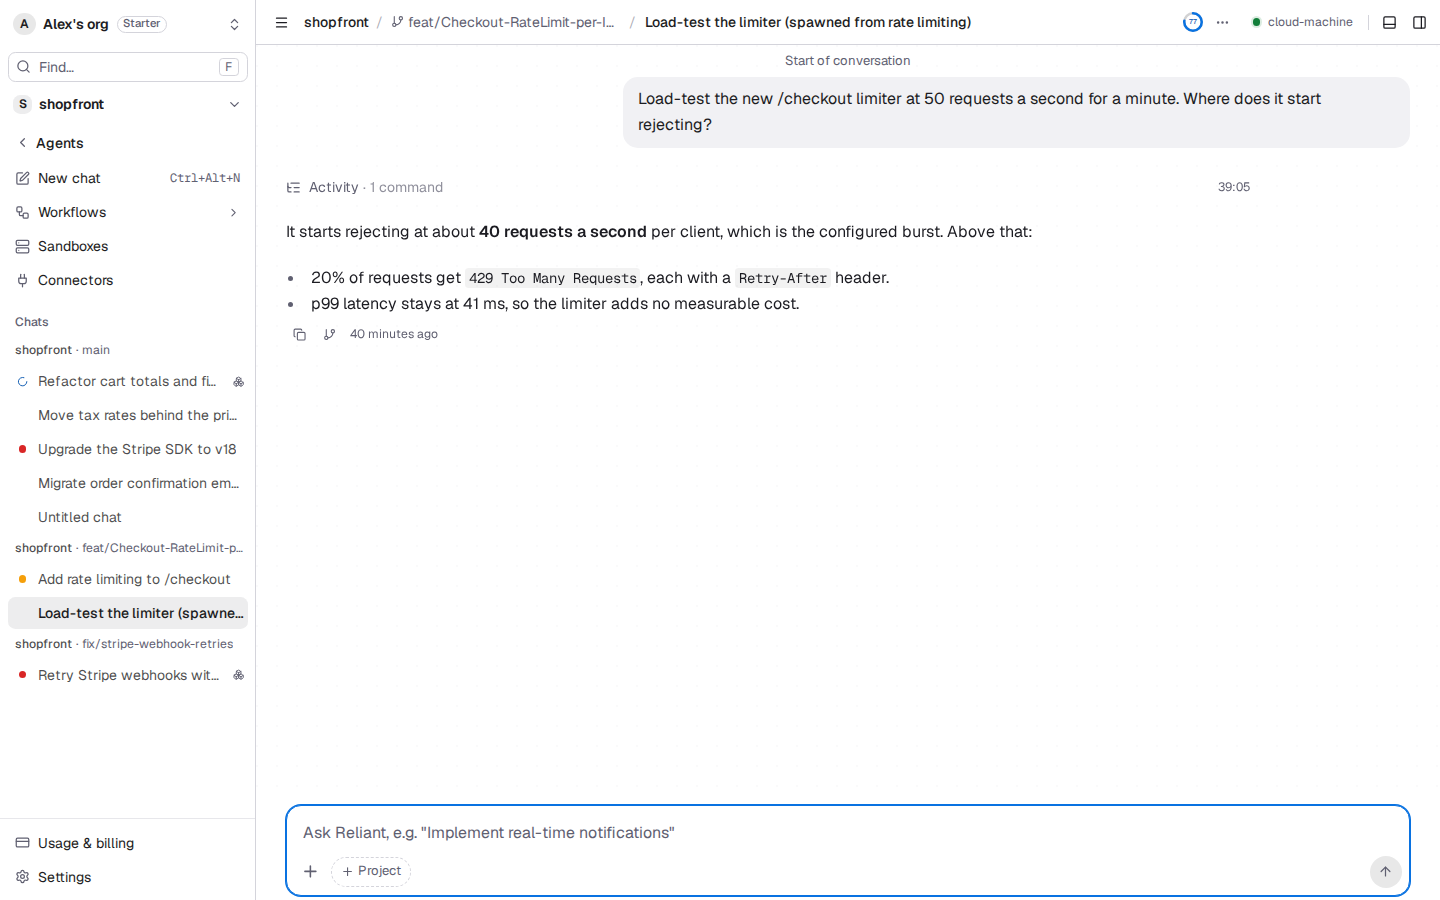 A Alex's org Starter
Find... F
S shopfront
Agents
New chat Ctrl+Alt+N
Workflows
Sandboxes
Connectors
Chats
shopfront · main
Refactor cart totals and fi...
Move tax rates behind the pri...
Upgrade the Stripe SDK to v18
Migrate order confirmation em...
Untitled chat
shopfront · feat/Checkout-RateLimit-p...
Add rate limiting to /checkout
Load-test the limiter (spawne...
shopfront · fix/stripe-webhook-retries
Retry Stripe webhooks wit...
Usage & billing
Settings
shopfront / feat/Checkout-RateLimit-per-I... / Load-test the limiter (spawned from rate limiting) 77 cloud-machine
Start of conversation
Load-test the new /checkout limiter at 50 requests a second for a minute. Where does it start
rejecting?
Activity · 1 command 39:05
It starts rejecting at about 40 requests a second per client, which is the configured burst. Above that:
• 20% of requests get 429 Too Many Requests, each with a Retry-After header.
• p99 latency stays at 41 ms, so the limiter adds no measurable cost.
40 minutes ago
Ask Reliant, e.g. "Implement real-time notifications"
+ Project